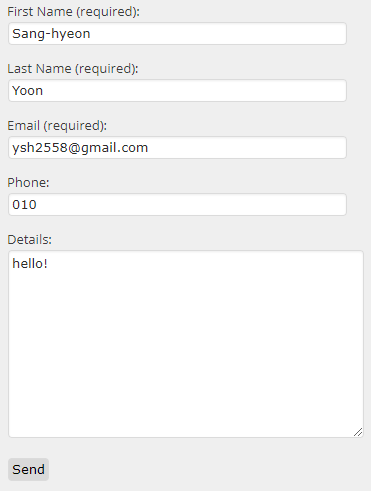 First Name (required):
Sang-hyeon
Last Name (required):
Yoon
Email (required):
ysh2558@gmail.com
Phone:
010
Details:
hello!
Send